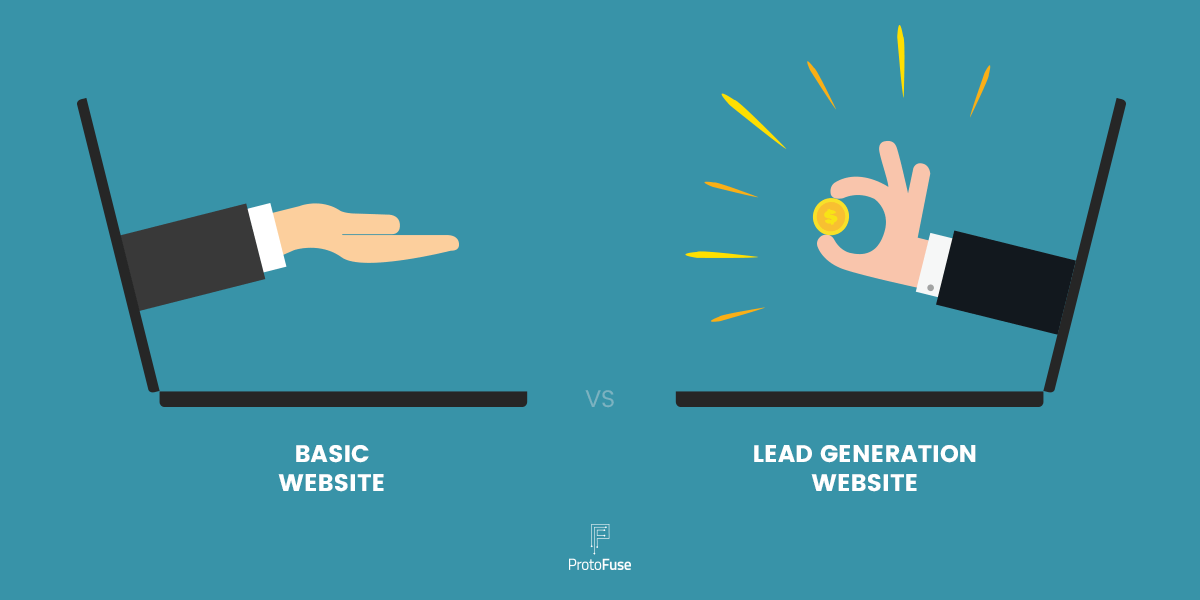 VS
BASIC
WEBSITE
LEAD GENERATION
WEBSITE
ProtoFuse
$